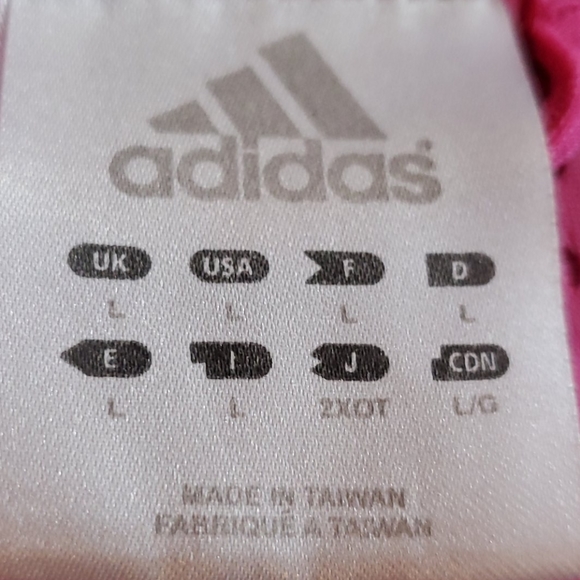 adidas®
UK USA F D
L L L L
E I J CDN
L L 2XOT L/G
MADE IN TAIWAN
FABRIQUÉ A TAIWAN